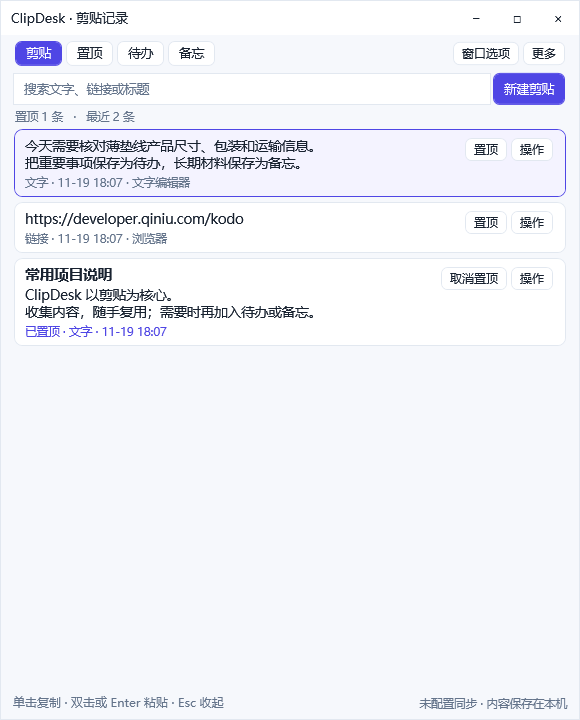 ClipDesk · 剪贴记录
剪贴 置顶 待办 备忘 窗口选项 更多
搜索文字、链接或标题 新建剪贴
置顶 1 条 · 最近 2 条
今天需要核对薄垫线产品尺寸、包装和运输信息。 置顶 操作
把重要事项保存为待办，长期材料保存为备忘。
文字 · 11-19 18:07 · 文字编辑器
https://developer.qiniu.com/kodo 置顶 操作
链接 · 11-19 18:07 · 浏览器
常用项目说明 取消置顶 操作
ClipDesk 以剪贴为核心。
收集内容，随手复用；需要时再加入待办或备忘。
已置顶 · 文字 · 11-19 18:07
单击复制 · 双击或 Enter 粘贴 · Esc 收起 未配置同步 · 内容保存在本机